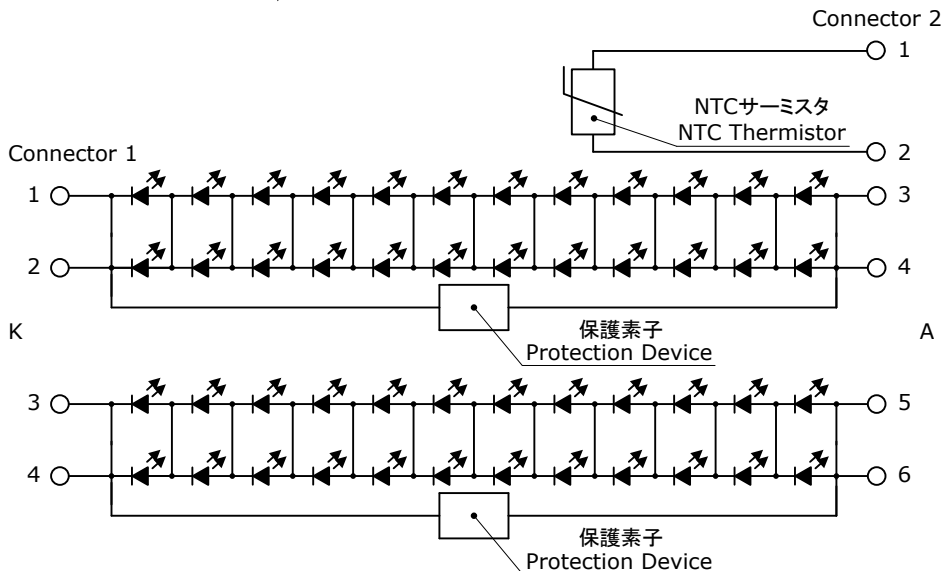 Connector 2
1
NTCサーミスタ
NTC Thermistor
2
Connector 1
1
3
2
4
保護素子
Protection Device
K
A
3
5
4
6
保護素子
Protection Device